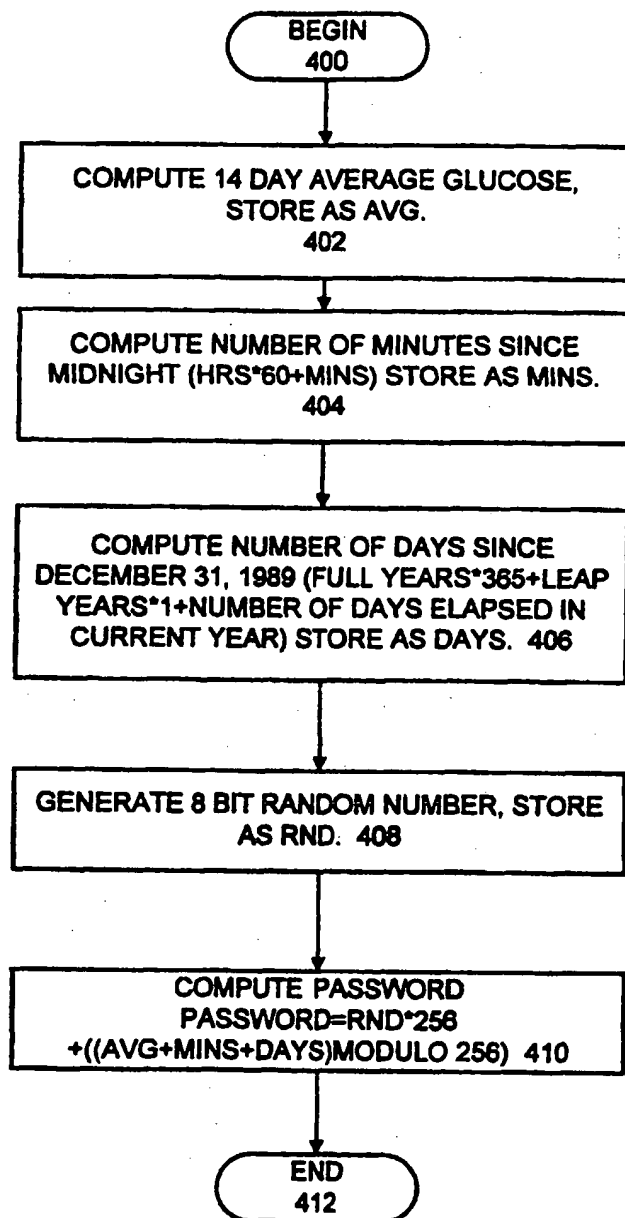 BEGIN
400
COMPUTE 14 DAY AVERAGE GLUCOSE,
STORE AS AVG.
402
COMPUTE NUMBER OF MINUTES SINCE
MIDNIGHT (HRS*60+MINS) STORE AS MINS.
404
COMPUTE NUMBER OF DAYS SINCE
DECEMBER 31, 1989 (FULL YEARS*365+LEAP
YEARS*1+NUMBER OF DAYS ELAPSED IN
CURRENT YEAR) STORE AS DAYS. 406
GENERATE 8 BIT RANDOM NUMBER, STORE
AS RND. 408
COMPUTE PASSWORD
PASSWORD=RND*256
+((AVG+MINS+DAYS)MODULO 256) 410
END
412